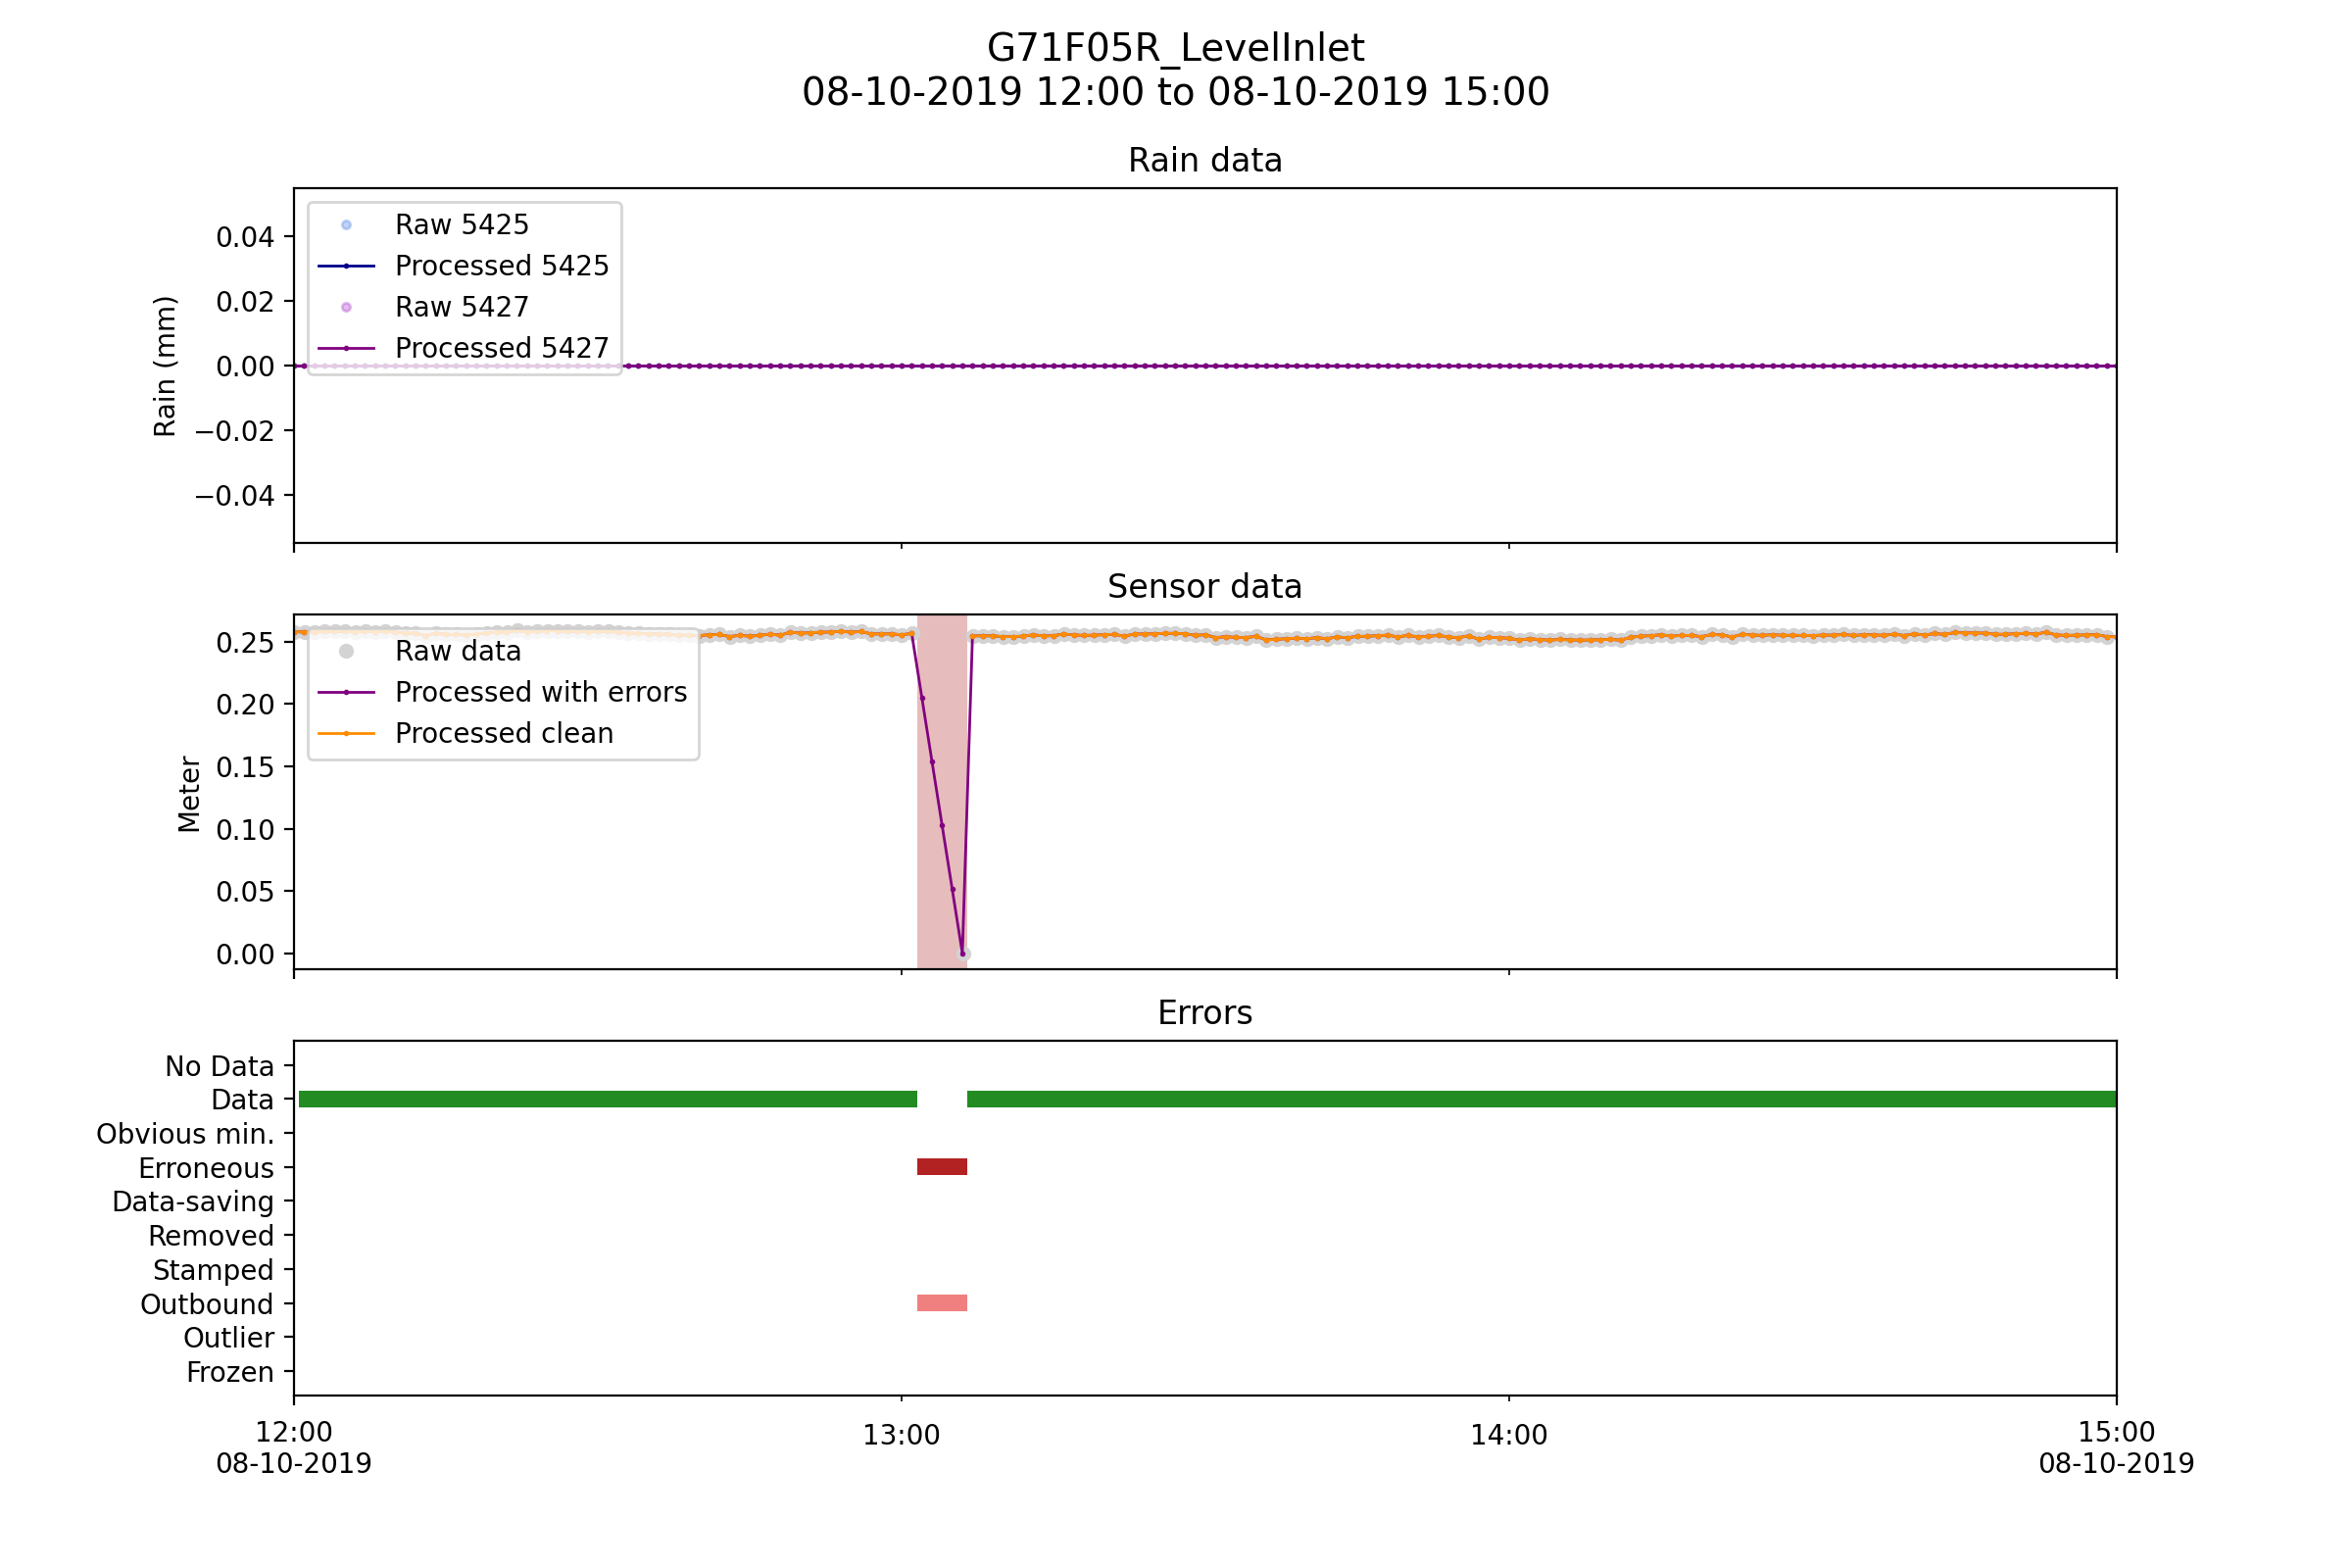 G71F05R_LevelInlet
08-10-2019 12:00 to 08-10-2019 15:00
Rain data
Rain (mm)
0.04
0.02
0.00
−0.02
−0.04
Raw 5425
Processed 5425
Raw 5427
Processed 5427
Sensor data
Meter
0.25
0.20
0.15
0.10
0.05
0.00
Raw data
Processed with errors
Processed clean
Errors
No Data
Data
Obvious min.
Erroneous
Data-saving
Removed
Stamped
Outbound
Outlier
Frozen
12:00
08-10-2019
13:00
14:00
15:00
08-10-2019